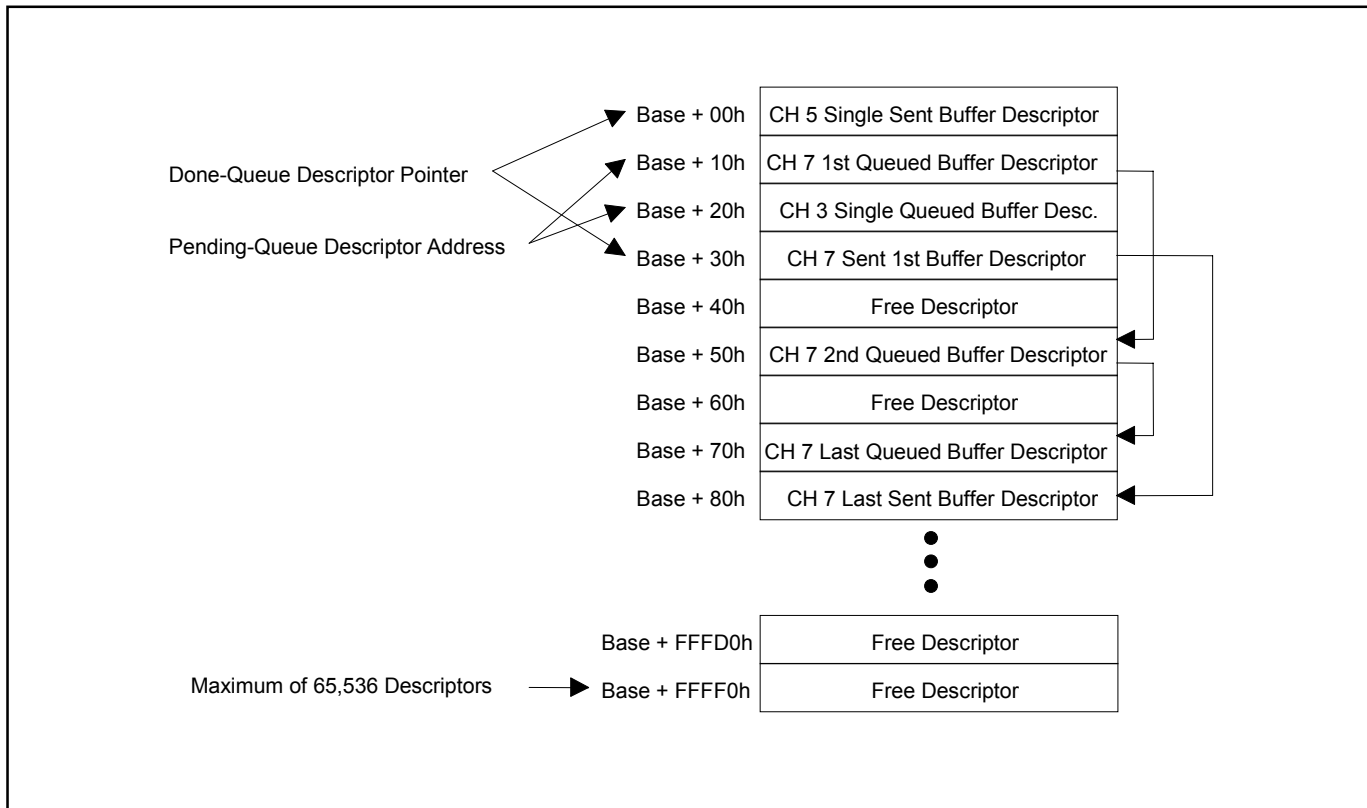 Base + 00h CH 5 Single Sent Buffer Descriptor
Base + 10h CH 7 1st Queued Buffer Descriptor
Done-Queue Descriptor Pointer
Base + 20h CH 3 Single Queued Buffer Desc.
Pending-Queue Descriptor Address
Base + 30h CH 7 Sent 1st Buffer Descriptor
Base + 40h Free Descriptor
Base + 50h CH 7 2nd Queued Buffer Descriptor
Base + 60h Free Descriptor
Base + 70h CH 7 Last Queued Buffer Descriptor
Base + 80h CH 7 Last Sent Buffer Descriptor
Base + FFFD0h Free Descriptor
Maximum of 65,536 Descriptors Base + FFFF0h Free Descriptor